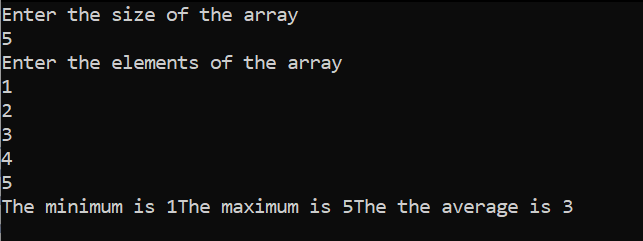 Enter the size of the array
5
Enter the elements of the array
1
2
3
4
5
The minimum is 1The maximum is 5The the average is 3